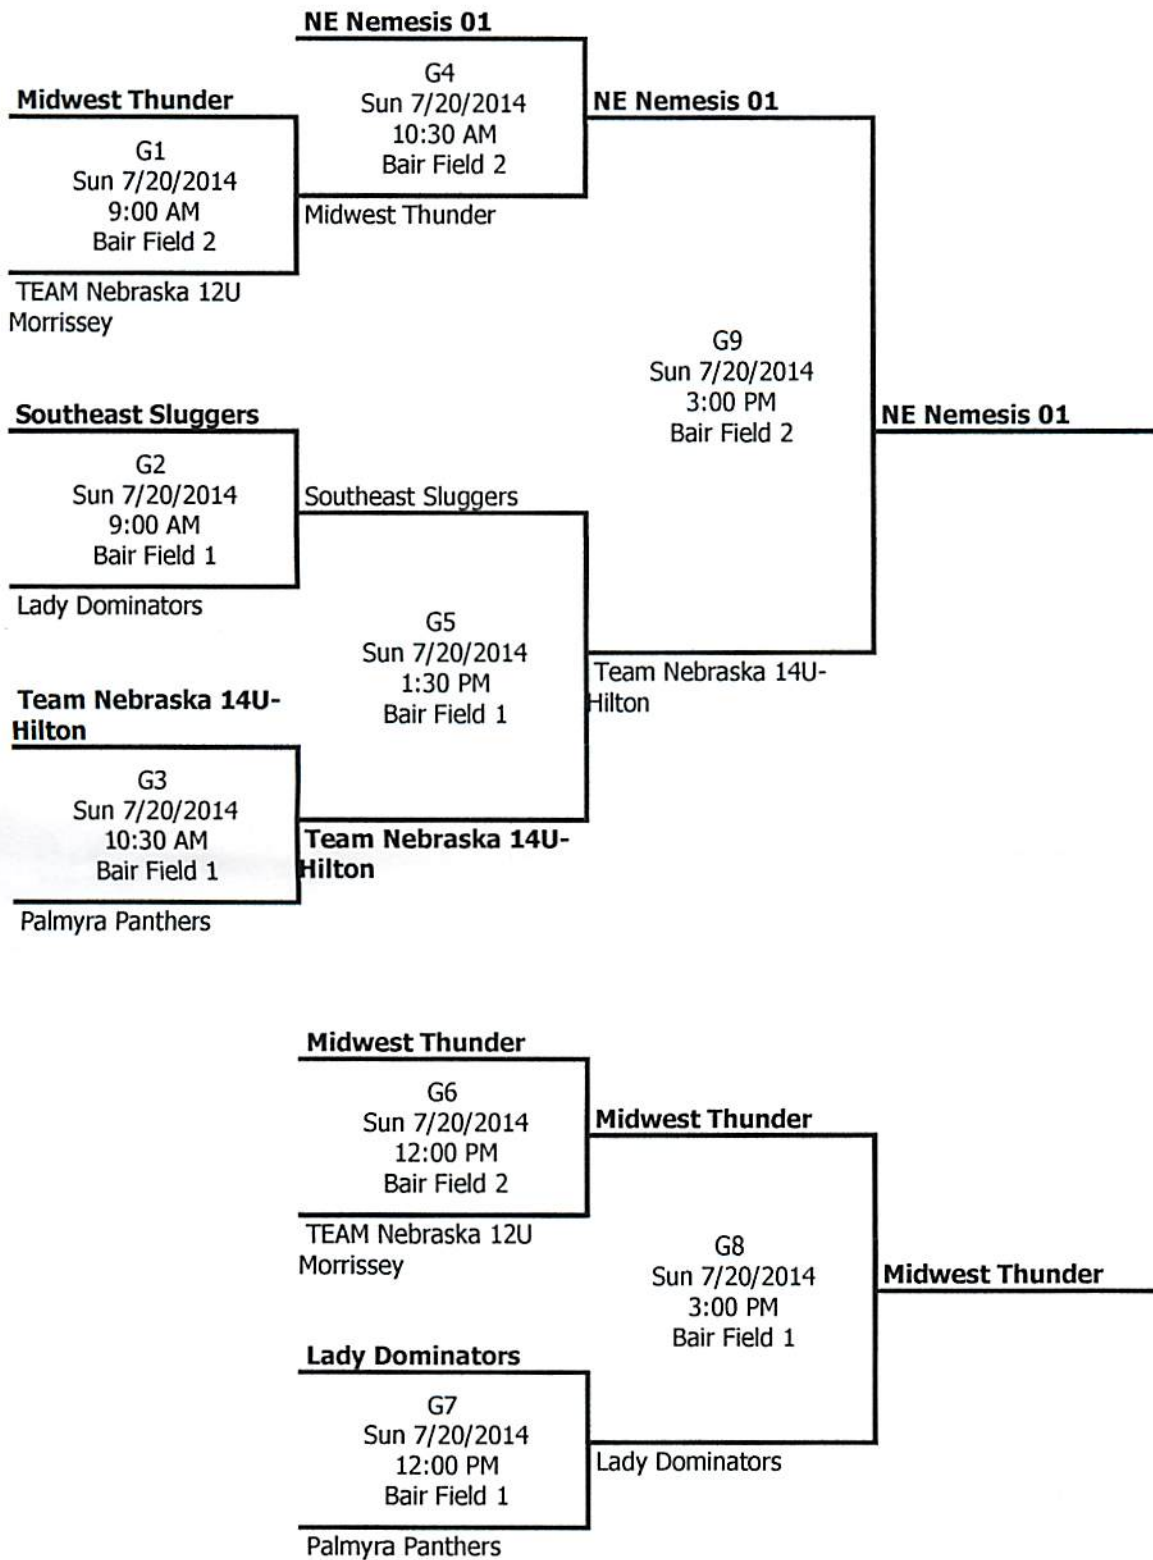 NE Nemesis 01
G4
Sun 7/20/2014
10:30 AM
Bair Field 2
Midwest Thunder
NE Nemesis 01
Midwest Thunder
G1
Sun 7/20/2014
9:00 AM
Bair Field 2
TEAM Nebraska 12U
Morrissey
G9
Sun 7/20/2014
3:00 PM
Bair Field 2
NE Nemesis 01
Southeast Sluggers
G2
Sun 7/20/2014
9:00 AM
Bair Field 1
Lady Dominators
Southeast Sluggers
G5
Sun 7/20/2014
1:30 PM
Bair Field 1
Team Nebraska 14U-
Hilton
Team Nebraska 14U-
Hilton
G3
Sun 7/20/2014
10:30 AM
Bair Field 1
Palmyra Panthers
Team Nebraska 14U-
Hilton
Midwest Thunder
G6
Sun 7/20/2014
12:00 PM
Bair Field 2
TEAM Nebraska 12U
Morrissey
Midwest Thunder
G8
Sun 7/20/2014
3:00 PM
Bair Field 1
Midwest Thunder
Lady Dominators
G7
Sun 7/20/2014
12:00 PM
Bair Field 1
Palmyra Panthers
Lady Dominators